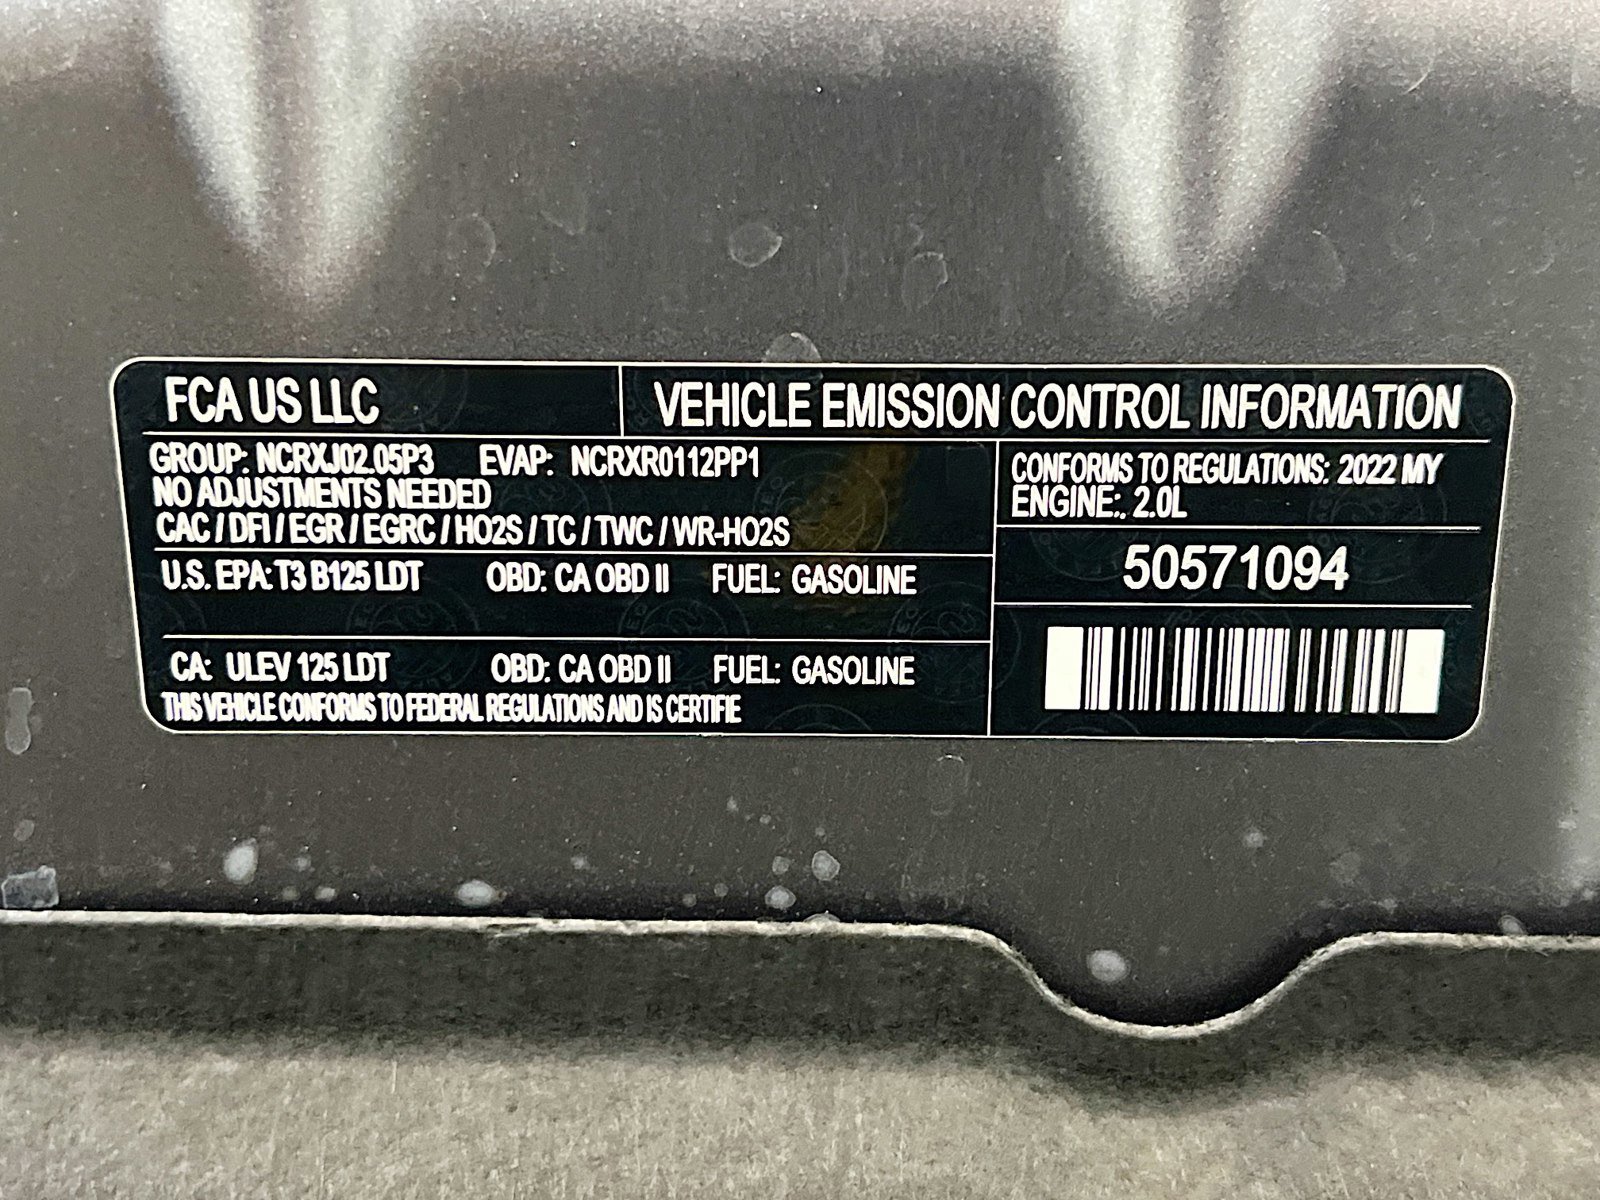 FCA US LLC
VEHICLE EMISSION CONTROL INFORMATION
GROUP: NCRXJ02.05P3 EVAP: NCRXR0112PP1
NO ADJUSTMENTS NEEDED
CAC / DFI / EGR / EGRC / HO2S / TC / TWC / WR-HO2S
U.S. EPA: T3 B125 LDT OBD: CA OBD II FUEL: GASOLINE
CA: ULEV 125 LDT OBD: CA OBD II FUEL: GASOLINE
THIS VEHICLE CONFORMS TO FEDERAL REGULATIONS AND IS CERTIFIE
CONFORMS TO REGULATIONS: 2022 MY
ENGINE:. 2.0L
50571094